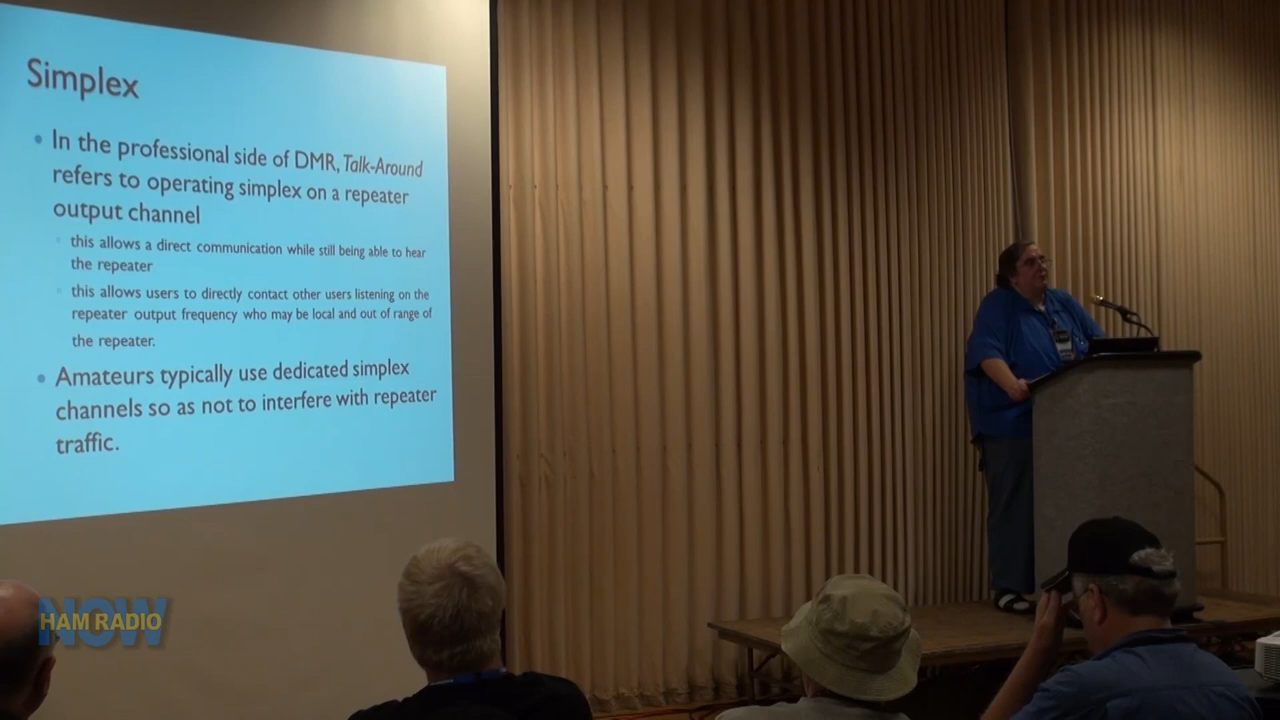 Simplex
• In the professional side of DMR, Talk-Around
refers to operating simplex on a repeater
output channel
this allows a direct communication while still being able to hear
the repeater
this allows users to directly contact other users listening on the
repeater output frequency who may be local and out of range of
the repeater.
• Amateurs typically use dedicated simplex
channels so as not to interfere with repeater
traffic.
HAM RADIO
NOW